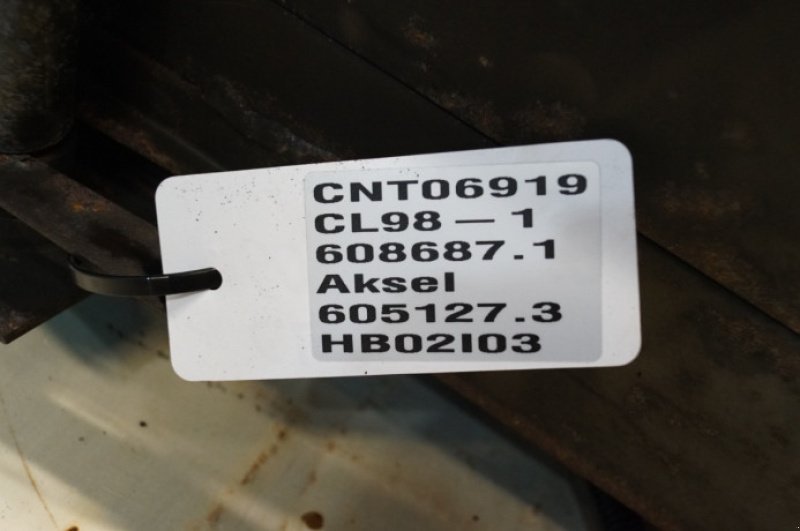 CNT06919
CL98 – 1
608687.1
Aksel
605127.3
HB02I03